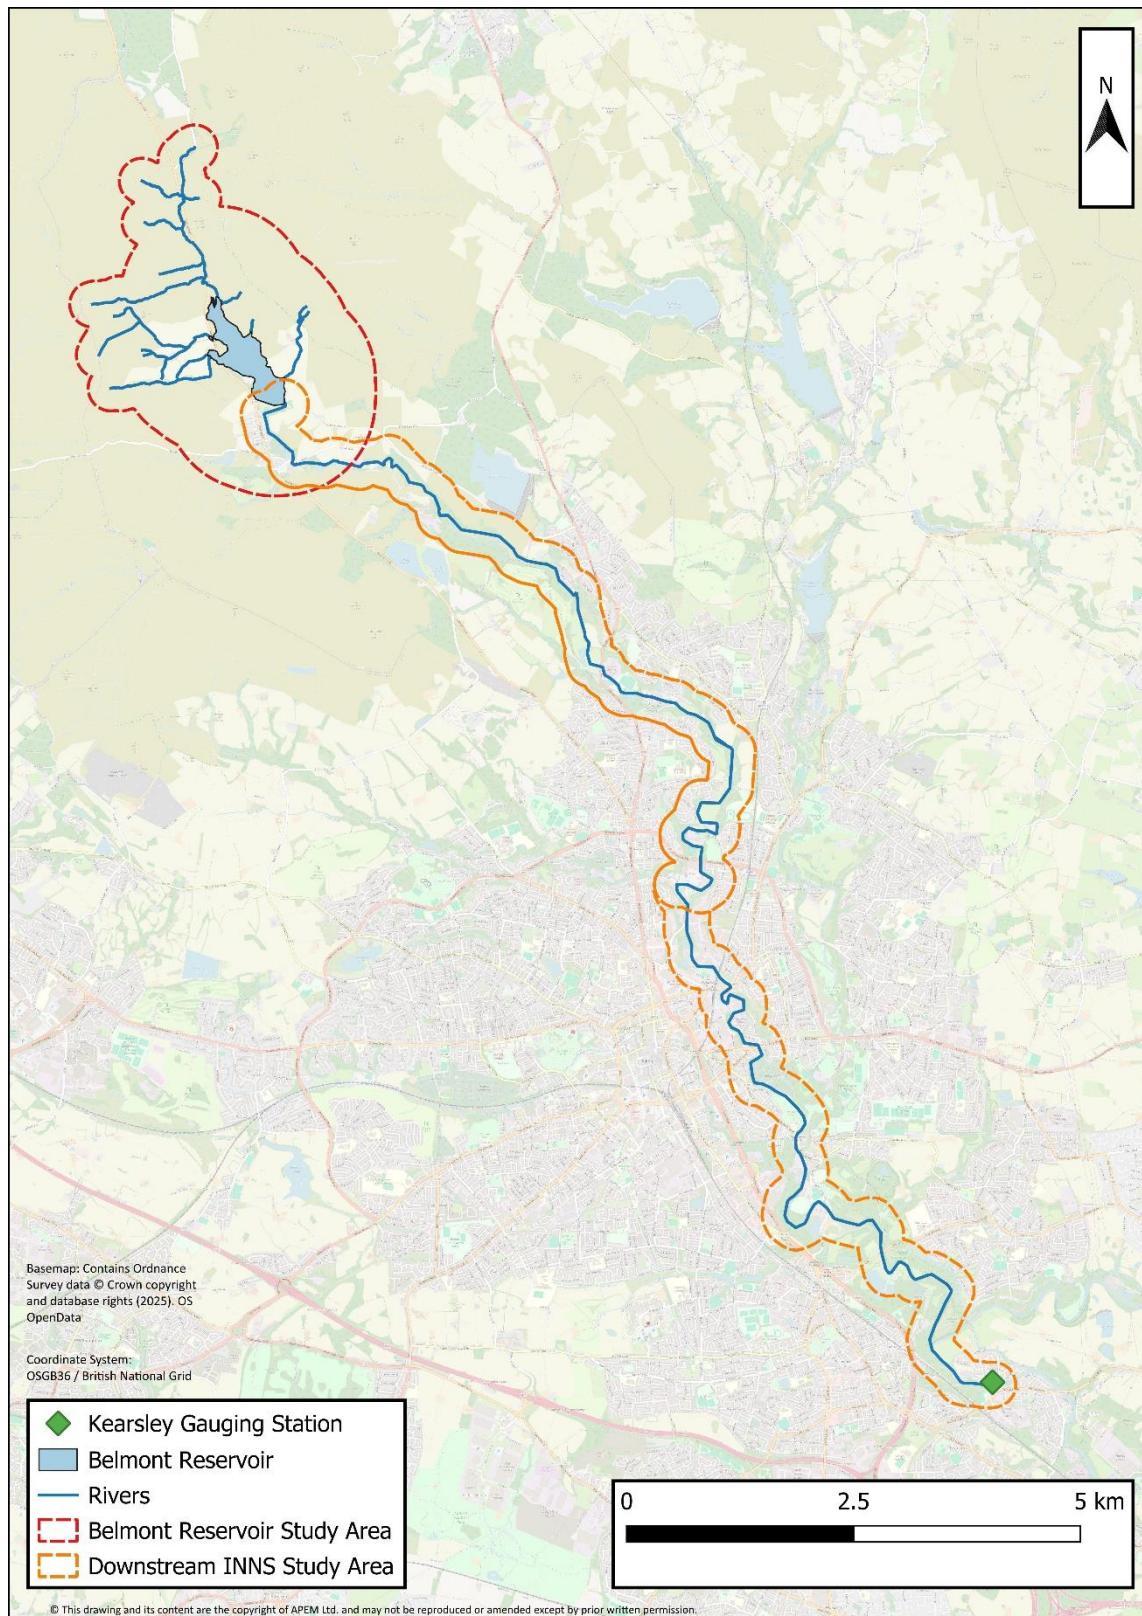 N
Basemap: Contains Ordnance
Survey data © Crown copyright
and database rights (2025). OS
OpenData
Coordinate System:
OSGB36 / British National Grid
Kearsley Gauging Station
Belmont Reservoir
Rivers
Belmont Reservoir Study Area
Downstream INNS Study Area
0 2.5 5 km
© This drawing and its content are the copyright of APEM Ltd. and may not be reproduced or amended except by prior written permission.